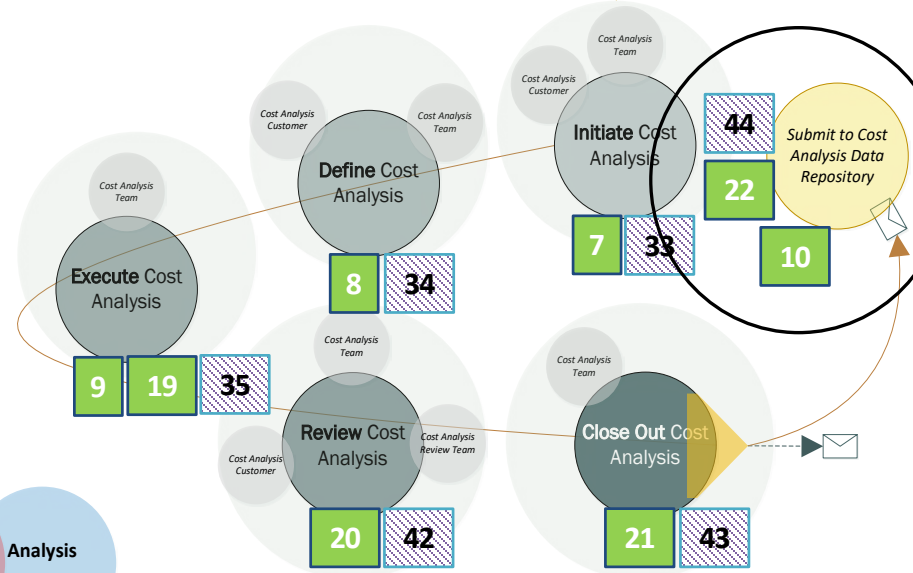 Cost Analysis
Team
Cost Analysis
Customer
Initiate Cost
Analysis
7
33
44
22
10
Submit to Cost
Analysis Data
Repository
Cost Analysis
Customer
Cost Analysis
Team
Define Cost
Analysis
8
34
Cost Analysis
Team
Execute Cost
Analysis
9
19
35
Cost Analysis
Team
Review Cost
Analysis
Cost Analysis
Customer
Cost Analysis
Review Team
20
42
Cost Analysis
Team
Close Out Cost
Analysis
21
43
Analysis